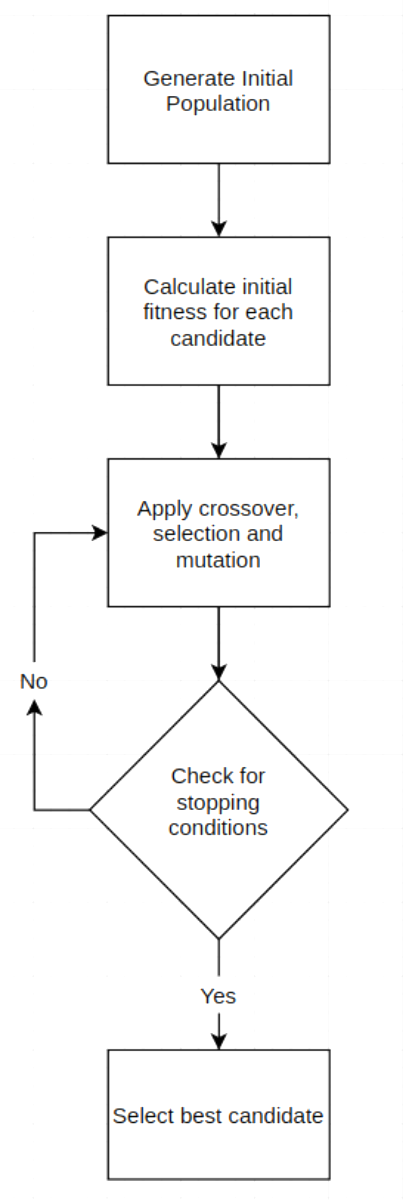 Generate Initial
Population
Calculate initial
fitness for each
candidate
Apply crossover,
selection and
mutation
No
Check for
stopping
conditions
Yes
Select best candidate